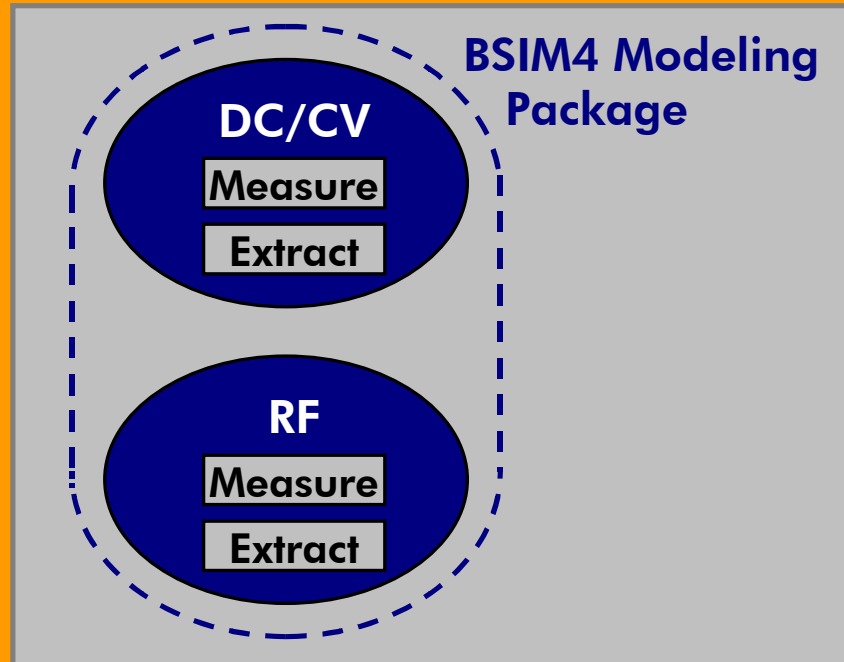 BSIM4 Modeling
Package
DC/CV
Measure
Extract
RF
Measure
Extract